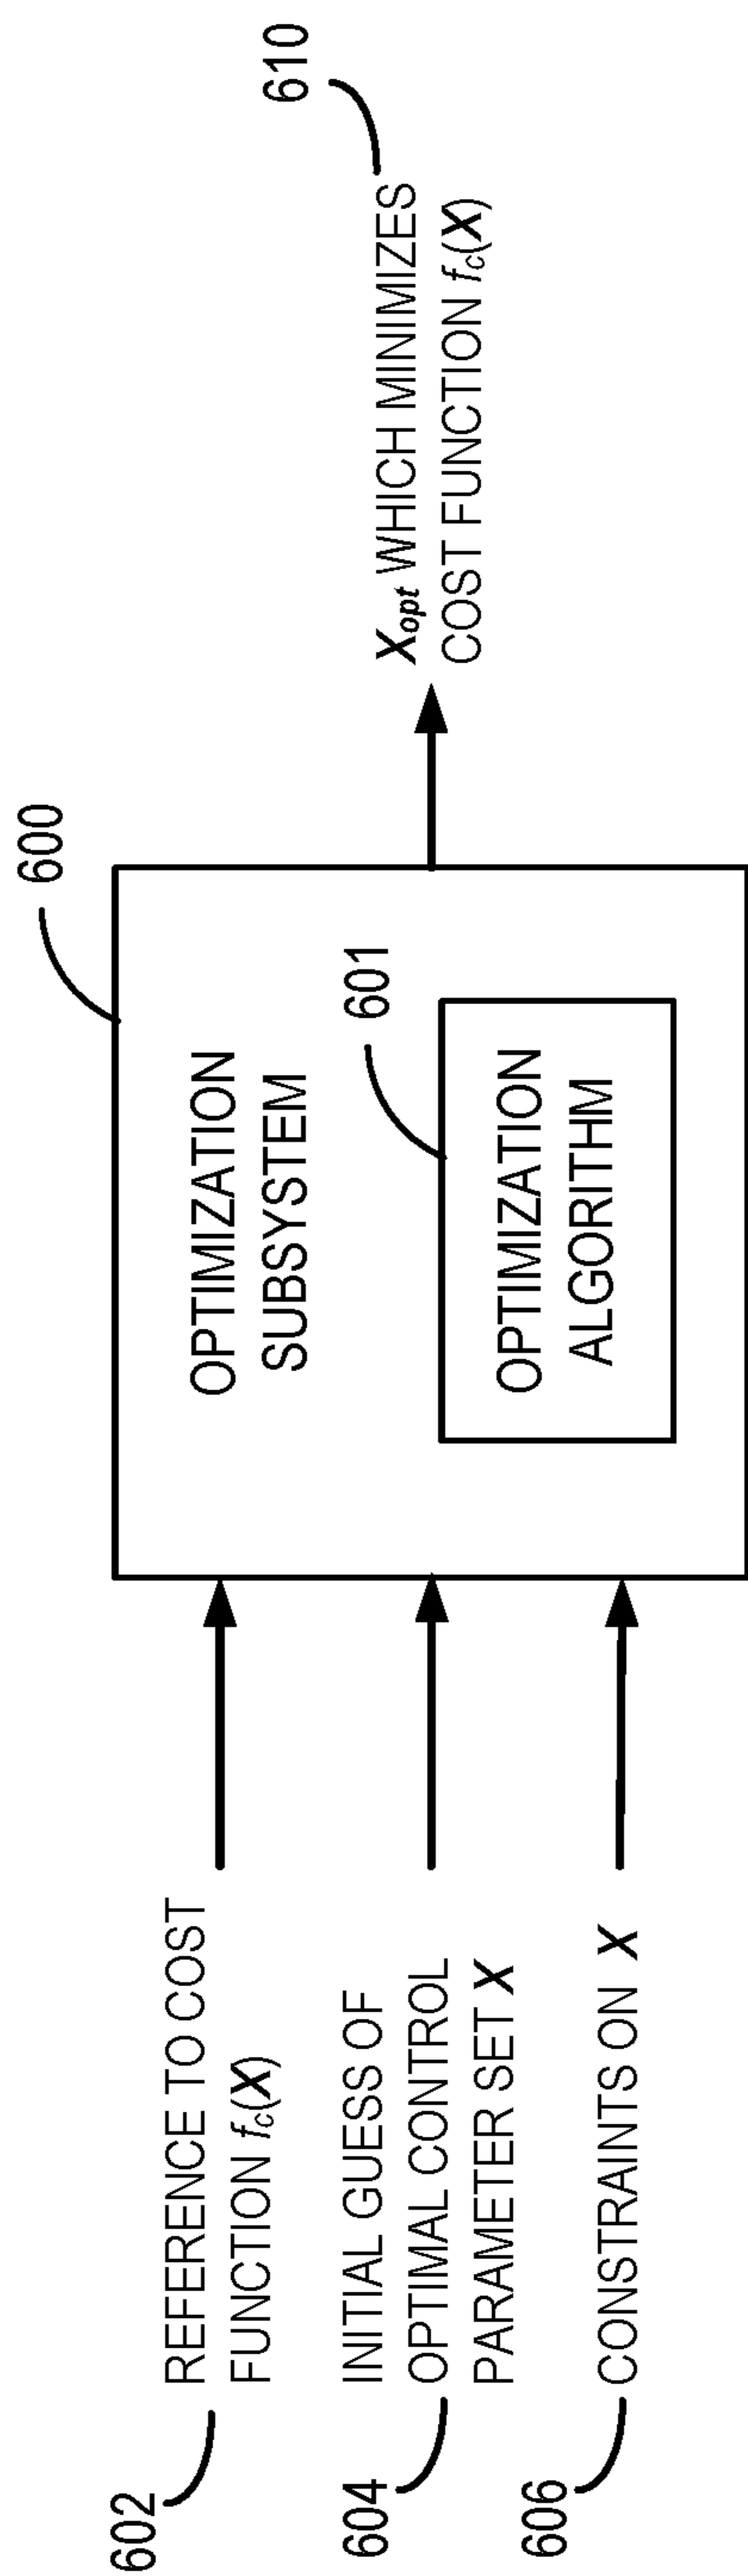 602
REFERENCE TO COST
FUNCTION fc(X)
604
INITIAL GUESS OF
OPTIMAL CONTROL
PARAMETER SET X
606
CONSTRAINTS ON X
600
OPTIMIZATION
SUBSYSTEM
601
OPTIMIZATION
ALGORITHM
610
Xopt WHICH MINIMIZES
COST FUNCTION fc(X)